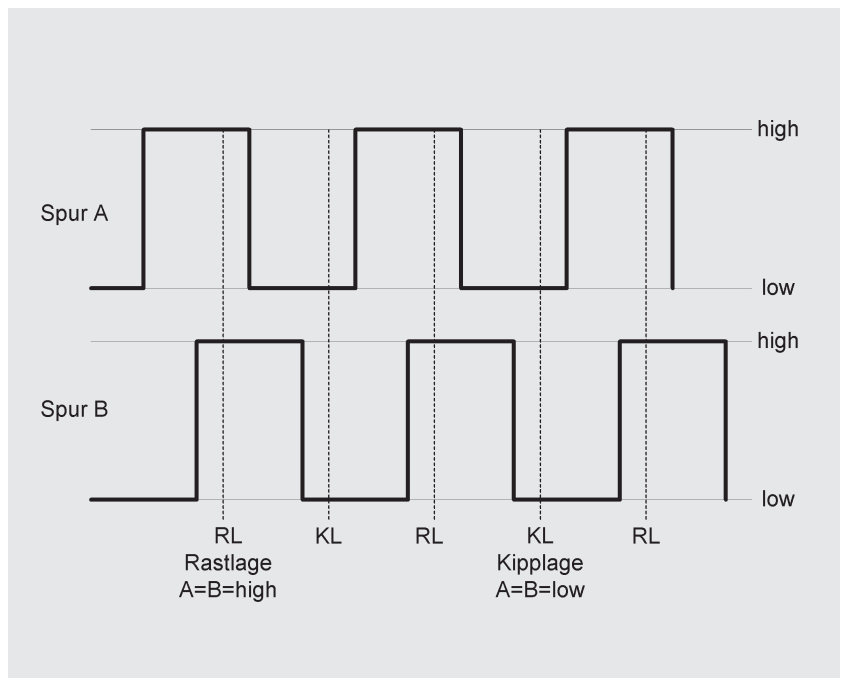 high
Spur A
low
high
Spur B
low
RL KL RL KL RL
Rastlage Kipplage
A=B=high A=B=low